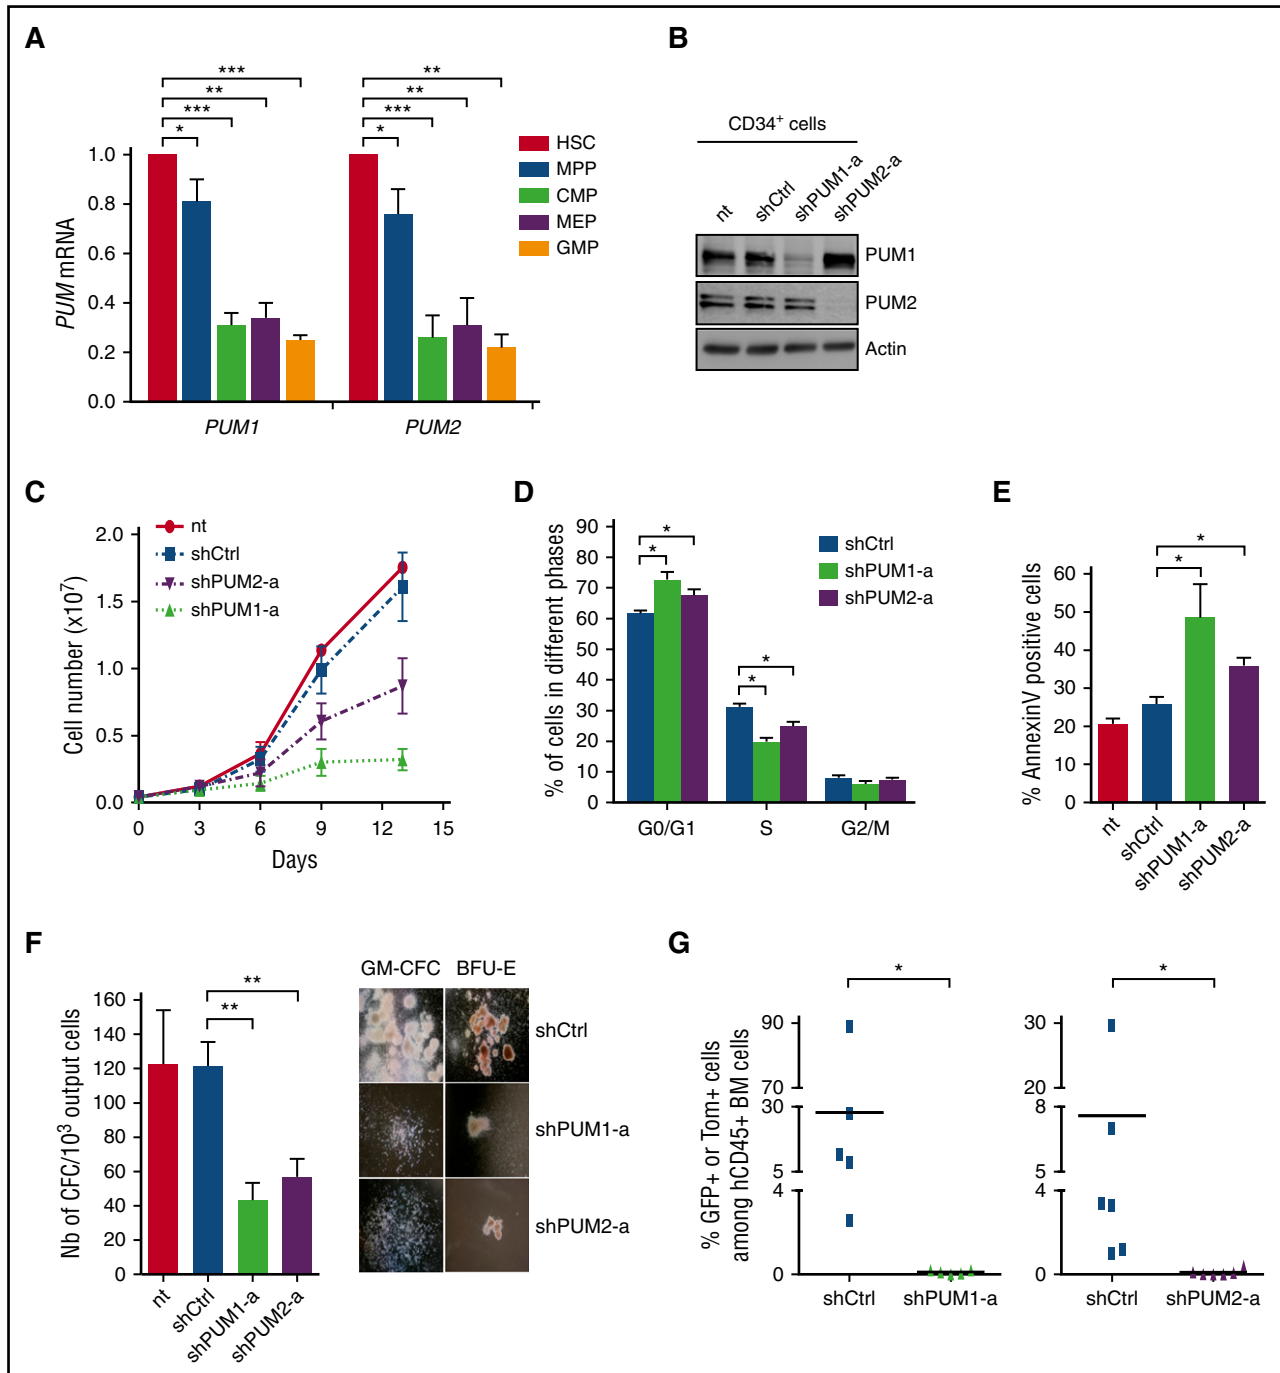 A
***
**
***
*
**
**
***
*
1.0
0.8
0.6
0.4
0.2
0.0
PUM mRNA
PUM1
PUM2
HSC
MPP
CMP
MEP
GMP
B
CD34+ cells
nt
shCtrl
shPUM1-a
shPUM2-a
PUM1
PUM2
Actin
C
nt
shCtrl
shPUM2-a
shPUM1-a
Cell number (x10⁷)
2.0
1.5
1.0
0.5
0.0
0 3 6 9 12 15
Days
D
% of cells in different phases
90
80
70
60
50
40
30
20
10
0
*
*
*
*
G0/G1 S G2/M
shCtrl
shPUM1-a
shPUM2-a
E
% AnnexinV positive cells
60
50
40
30
20
10
0
*
*
nt
shCtrl
shPUM1-a
shPUM2-a
F
Nb of CFC/10³ output cells
160
140
120
100
80
60
40
20
0
**
**
nt
shCtrl
shPUM1-a
shPUM2-a
GM-CFC BFU-E
shCtrl
shPUM1-a
shPUM2-a
G
% GFP+ or Tom+ cells
among hCD45+ BM cells
*
90
70
30
5
4
0
shCtrl shPUM1-a
*
30
20
8
5
4
0
shCtrl shPUM2-a